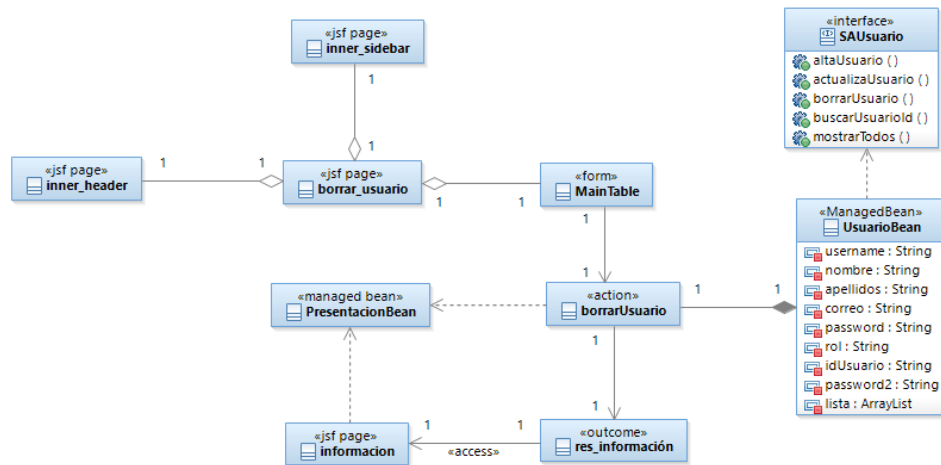 «jsf page»
inner_sidebar
1
1
«interface»
SAUsuario
altaUsuario ( )
actualizaUsuario ( )
borrarUsuario ( )
buscarUsuarioId ( )
mostrarTodos ( )
«jsf page»
inner_header
1
1
«jsf page»
borrar_usuario
1
1
«form»
MainTable
1
1
«ManagedBean»
UsuarioBean
username : String
nombre : String
apellidos : String
correo : String
password : String
rol : String
idUsuario : String
password2 : String
lista : ArrayList
«managed bean»
PresentacionBean
«action»
borrarUsuario
1
1
1
1
«jsf page»
informacion
1
1
«access»
«outcome»
res_información